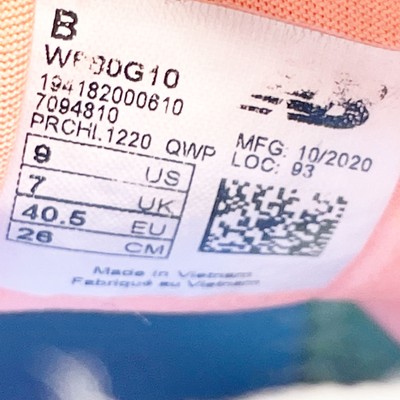 B
194182000610
7094810
PRCHI.1220 QWP
MFG: 10/2020
LOC: 93
9 US
7 UK
40.5 EU
26 CM
Made in Vietnam
Fabriqué au Vietnam